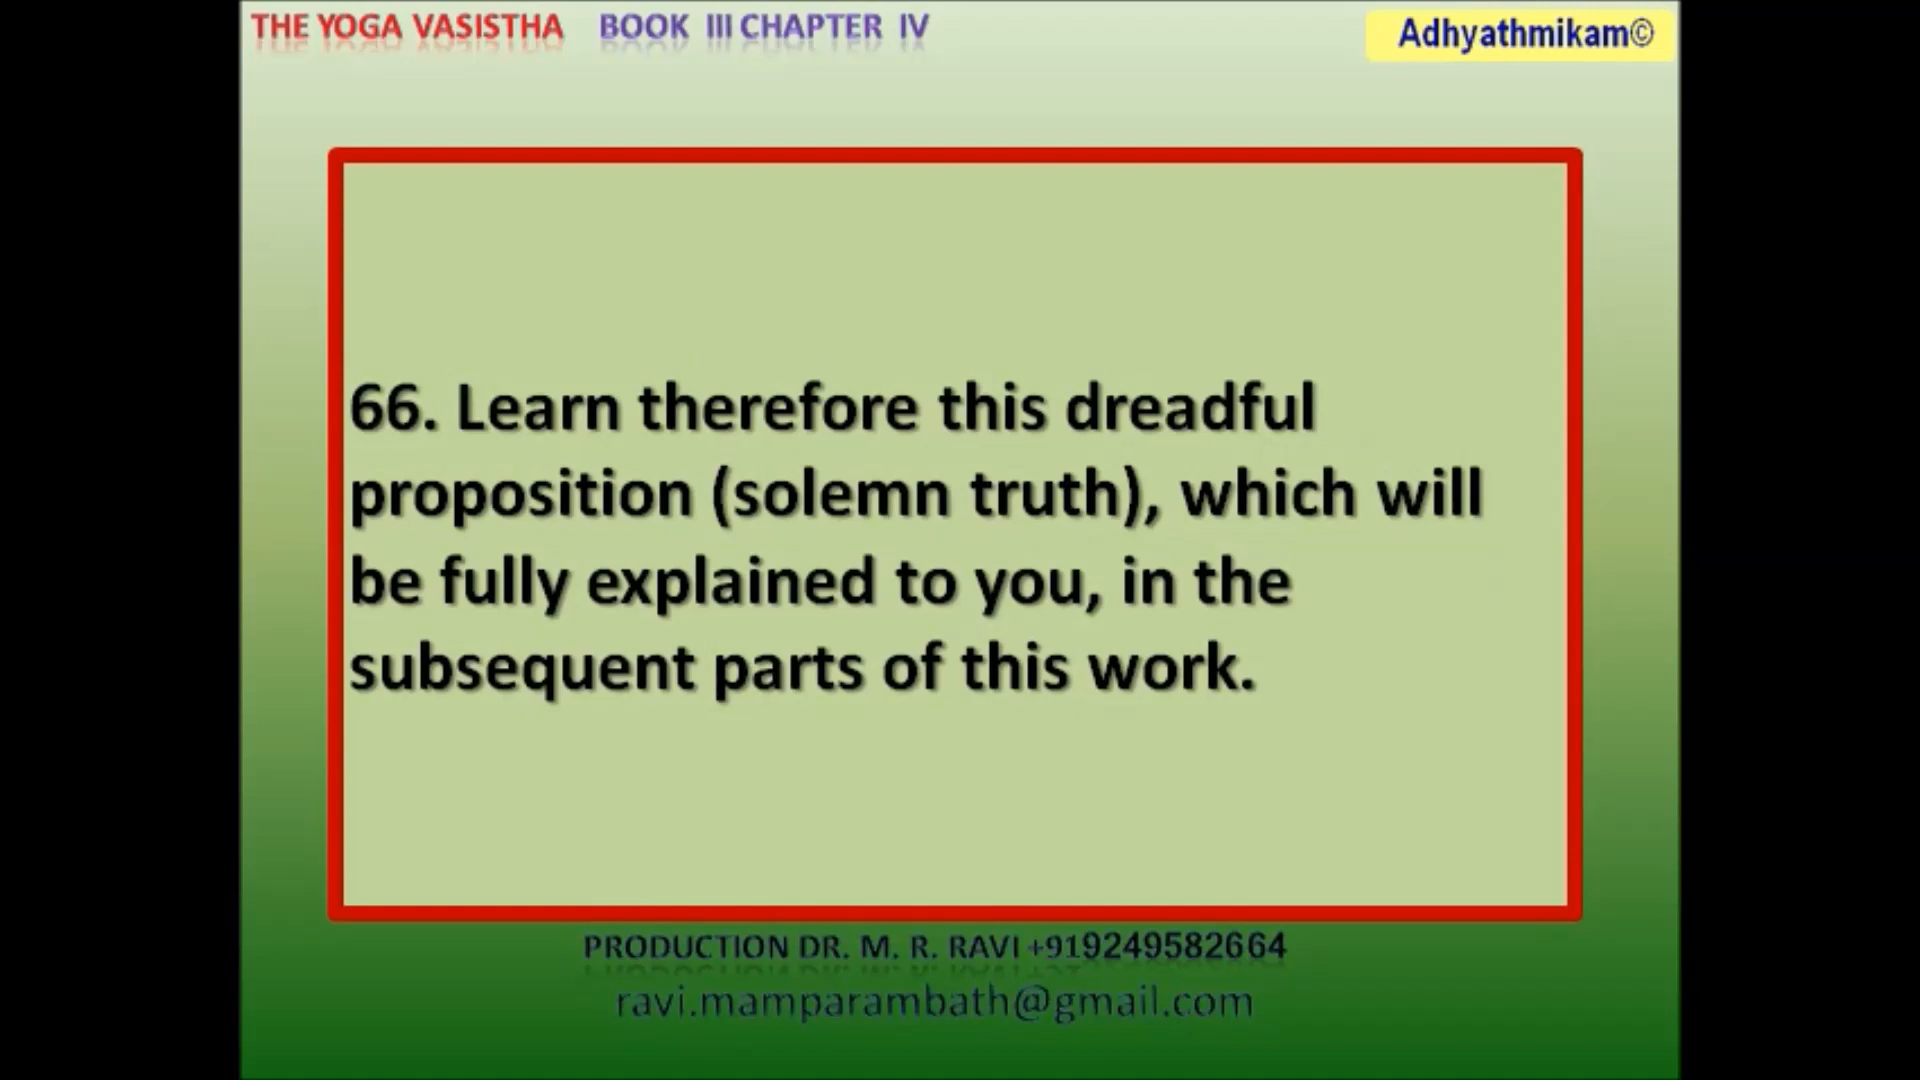 THE YOGA VASISTHA BOOK III CHAPTER IV
Adhyathmikam©
66. Learn therefore this dreadful
proposition (solemn truth), which will
be fully explained to you, in the
subsequent parts of this work.
PRODUCTION DR. M. R. RAVI +919249582664
ravi.mamparambath@gmail.com